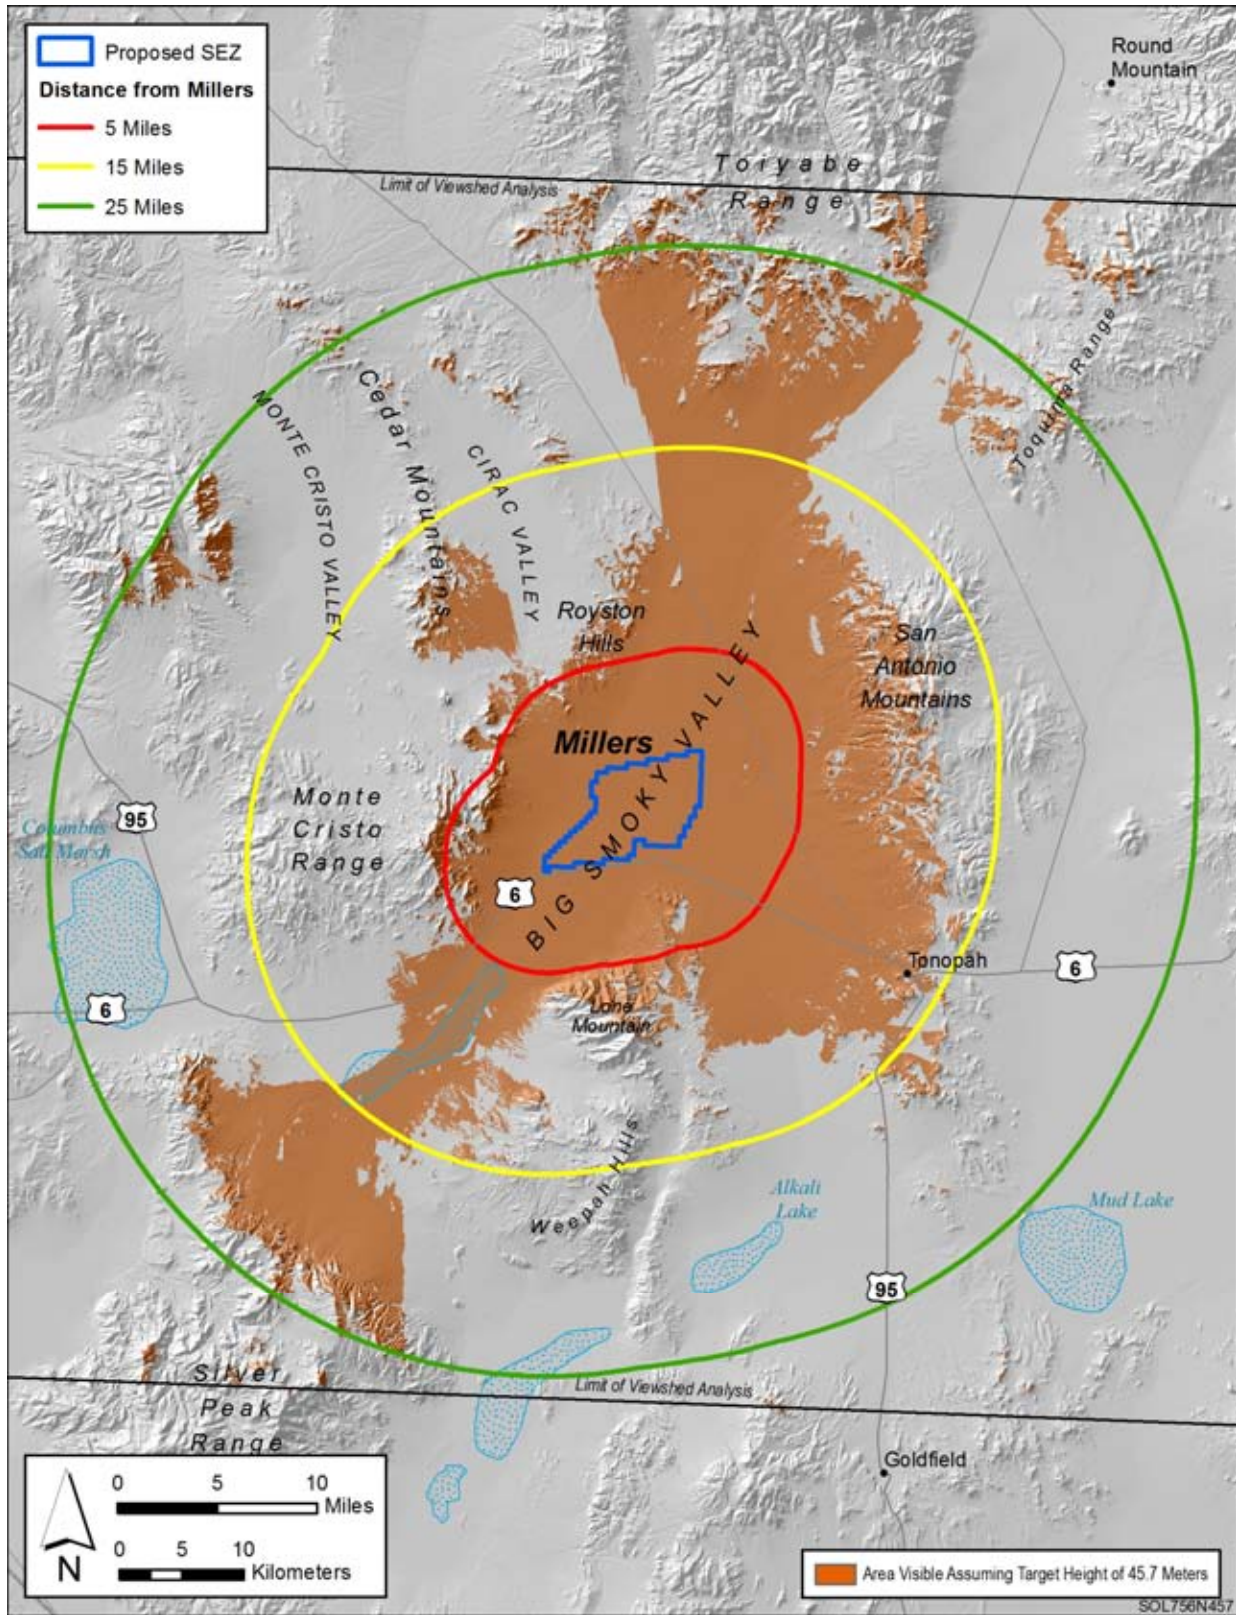 Proposed SEZ
Distance from Millers
5 Miles
15 Miles
25 Miles
Round
Mountain
Toiyabe
Range
Limit of Viewshed Analysis
Toquima Range
Cedar Mountains
MONTE CRISTO VALLEY
CIRAC VALLEY
Royston
Hills
San
Antonio
Mountains
Millers
BIG SMOKY VALLEY
Monte
Cristo
Range
95
Columbus
Salt Marsh
6
Tonopah
6
6
Lone
Mountain
Weepah Hills
Alkali
Lake
Mud Lake
95
Silver
Peak
Range
Limit of Viewshed Analysis
Goldfield
0 5 10
Miles
0 5 10
Kilometers
N
Area Visible Assuming Target Height of 45.7 Meters
SOL756N457